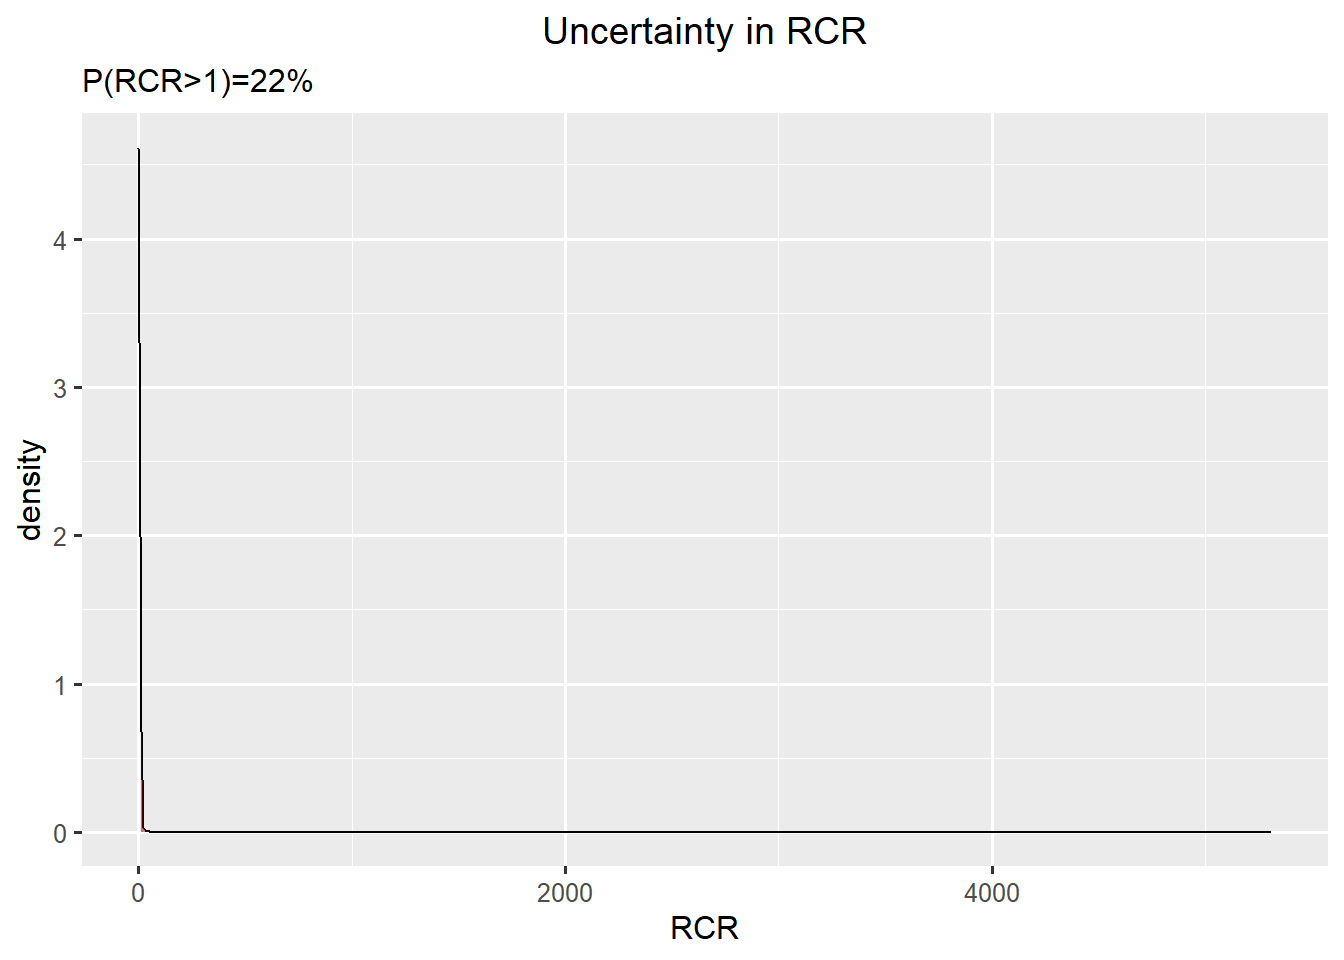 Uncertainty in RCR
P(RCR>1)=22%
4
3
2
1
0
density
0 2000 4000
RCR